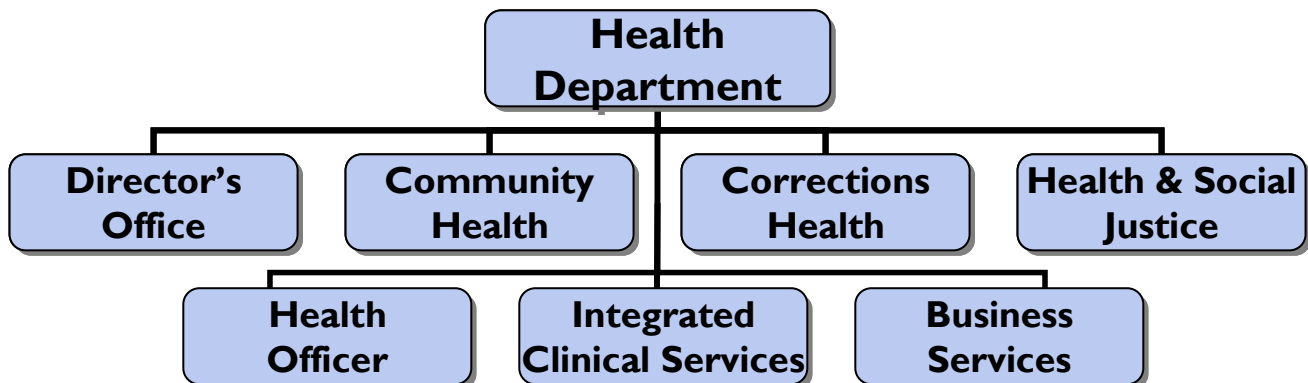 Health
Department
Director’s
Office
Community
Health
Corrections
Health
Health & Social
Justice
Health
Officer
Integrated
Clinical Services
Business
Services